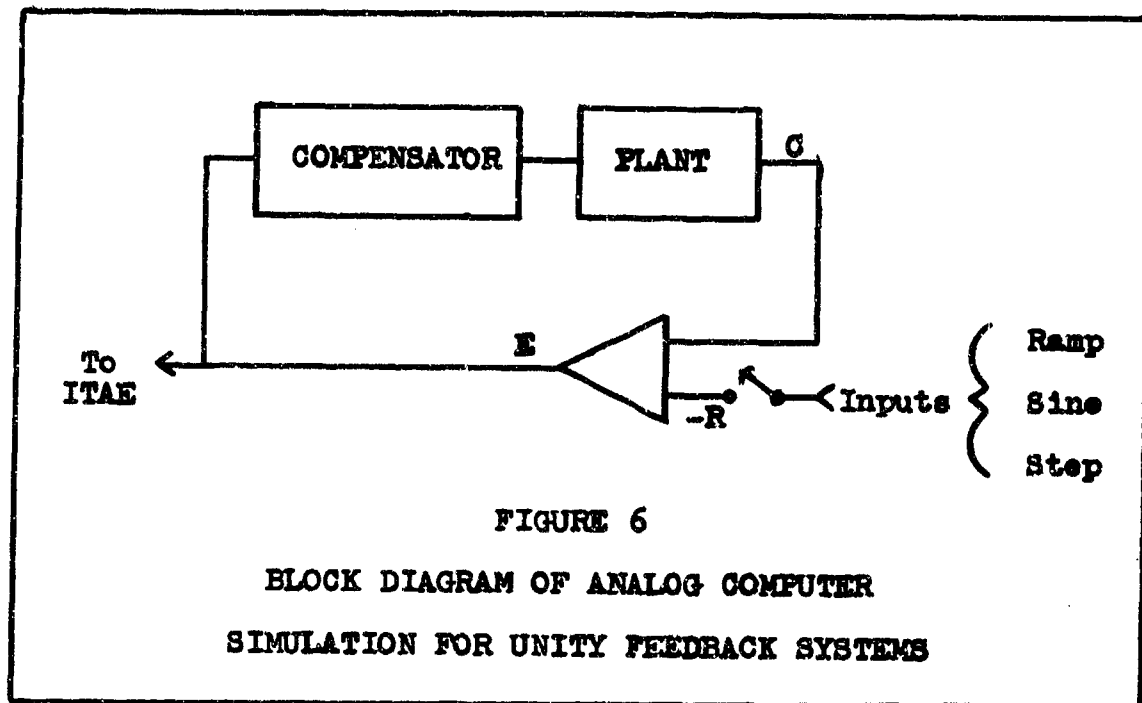 COMPENSATOR
PLANT
C
E
To
ITAE
-R
Inputs
Ramp
Sine
Step
FIGURE 6
BLOCK DIAGRAM OF ANALOG COMPUTER
SIMULATION FOR UNITY FEEDBACK SYSTEMS